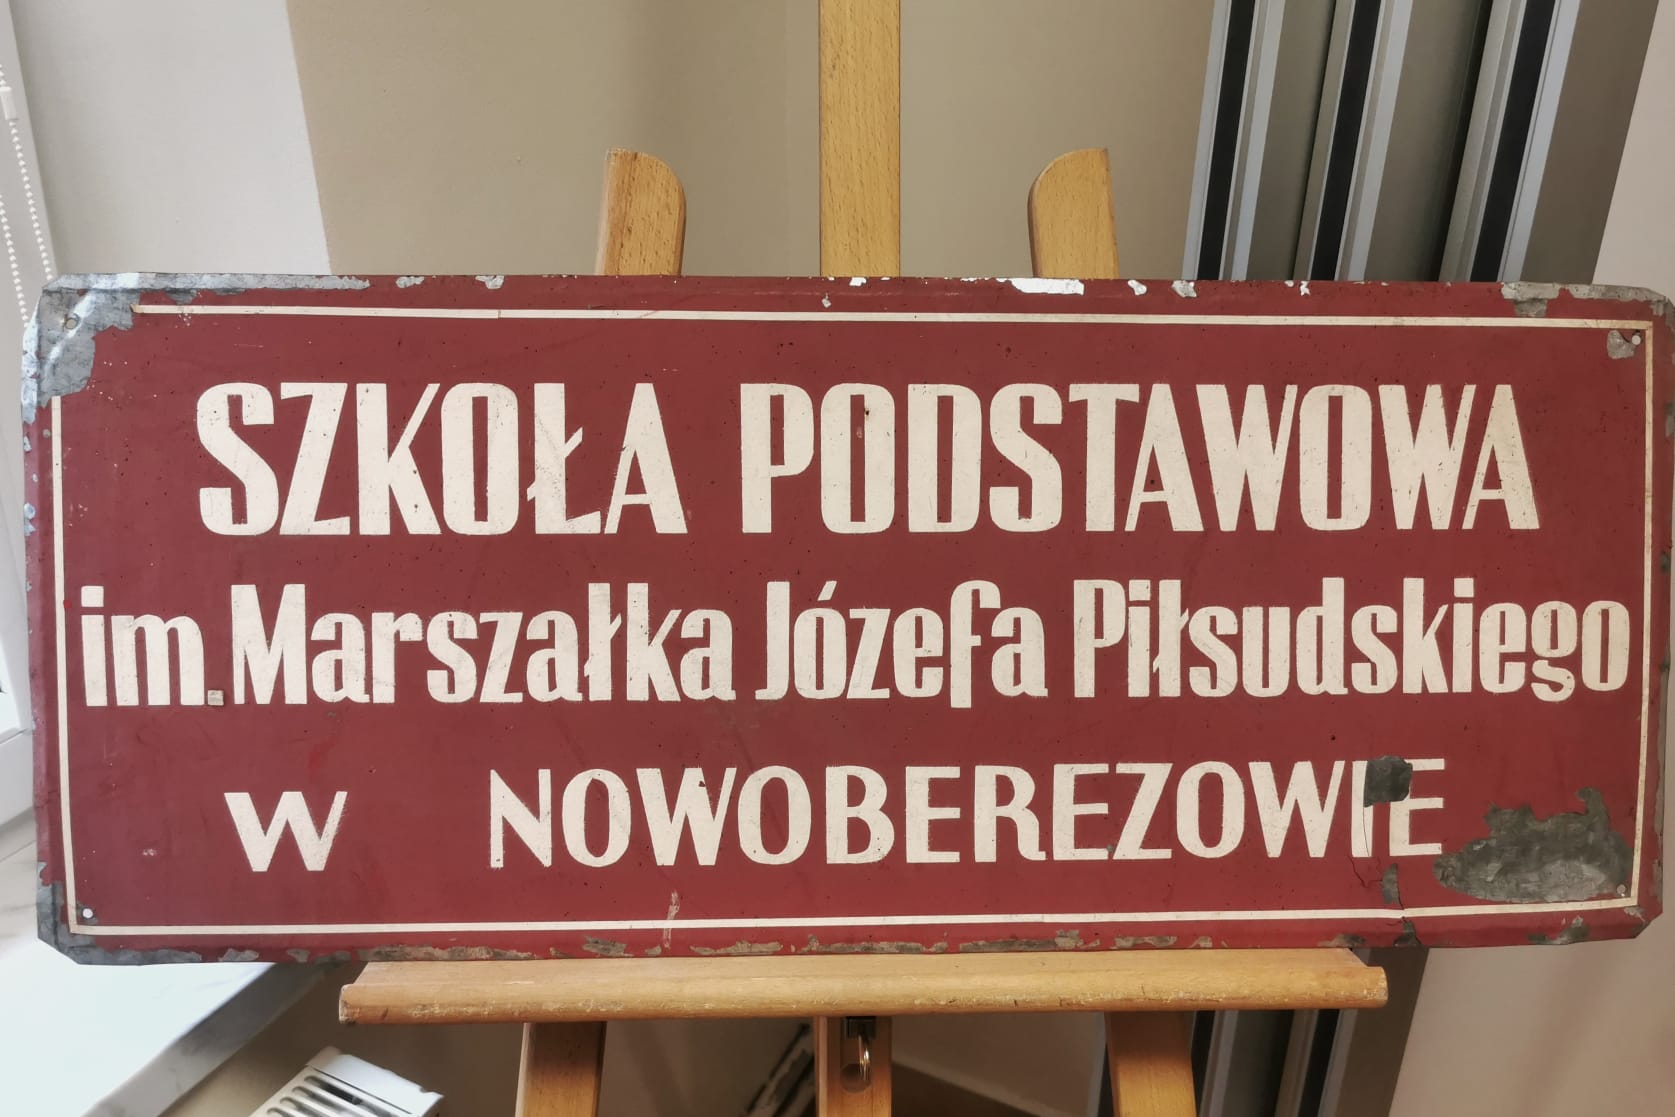 SZKOŁA PODSTAWOWA
im. Marszałka Józefa Piłsudskiego
w NOWOBEREZOWIE